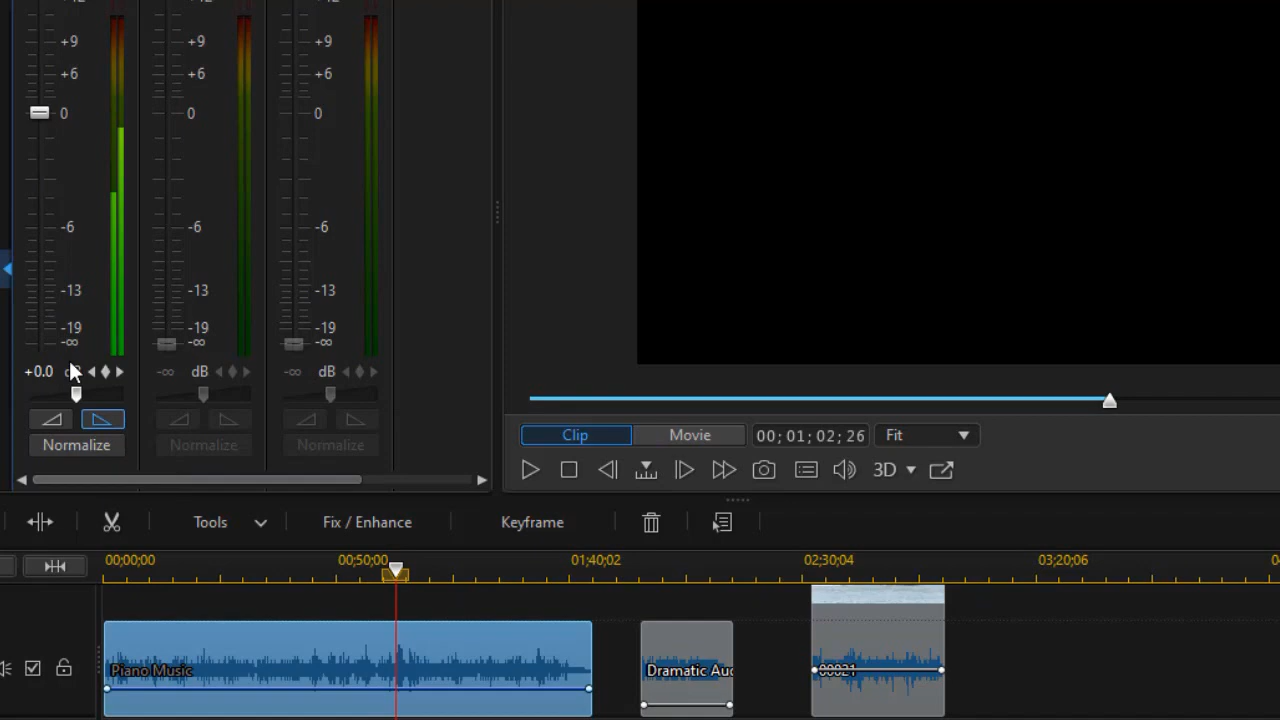 +9 +9 +9
+6 +6 +6
0 0 0
-6 -6 -6
-13 -13 -13
-19 -19 -19
-∞ -∞ -∞
+0.0 -∞ dB -∞ dB
Normalize Normalize Normalize
Clip Movie 00; 01; 02; 26 Fit
3D
Tools Fix / Enhance Keyframe
00;00;00 00;50;00 01;40;02 02;30;04 03;20;06
Piano Music Dramatic Auc 00021